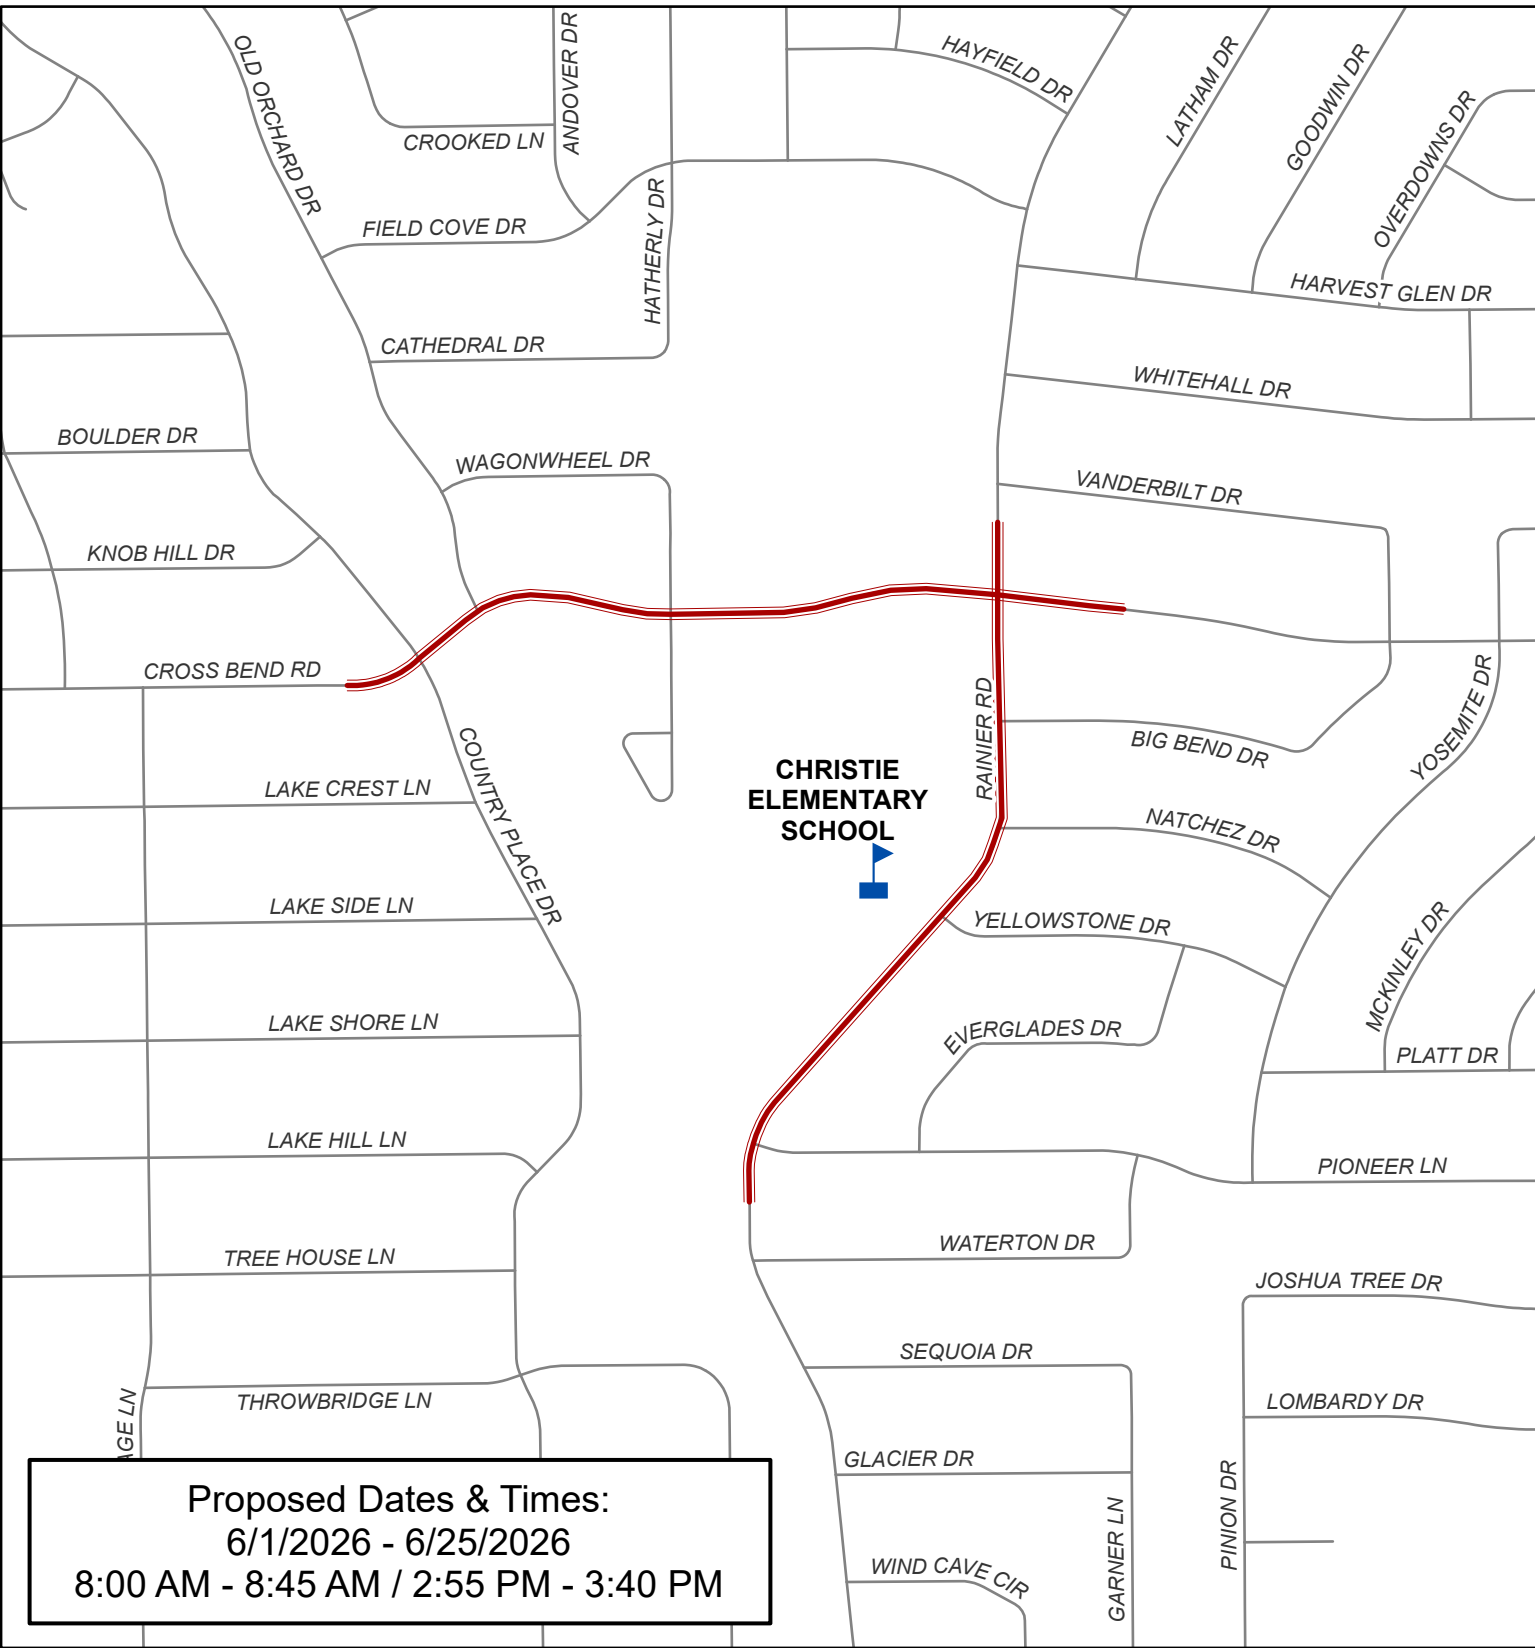 OLD ORCHARD DR
ANDOVER DR
HAYFIELD DR
LATHAM DR
GOODWIN DR
OVERDOWNS DR
CROOKED LN
FIELD COVE DR
HATHERLY DR
HARVEST GLEN DR
CATHEDRAL DR
WHITEHALL DR
BOULDER DR
WAGONWHEEL DR
VANDERBILT DR
KNOB HILL DR
CROSS BEND RD
RAINIER RD
YOSEMITE DR
BIG BEND DR
COUNTRY PLACE DR
LAKE CREST LN
CHRISTIE
ELEMENTARY
SCHOOL
NATCHEZ DR
LAKE SIDE LN
YELLOWSTONE DR
MCKINLEY DR
LAKE SHORE LN
EVERGLADES DR
PLATT DR
LAKE HILL LN
PIONEER LN
WATERTON DR
TREE HOUSE LN
JOSHUA TREE DR
SEQUOIA DR
THROWBRIDGE LN
LOMBARDY DR
AGE LN
GLACIER DR
PINION DR
GARNER LN
WIND CAVE CIR
Proposed Dates & Times:
6/1/2026 - 6/25/2026
8:00 AM - 8:45 AM / 2:55 PM - 3:40 PM